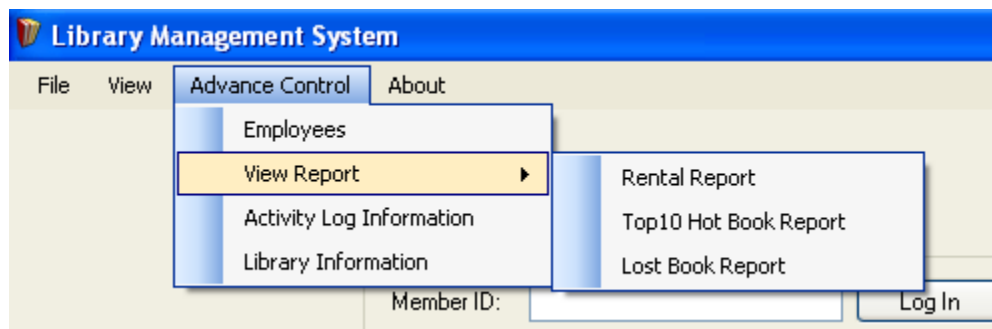 Library Management System
File View Advance Control About
Employees
View Report
Rental Report
Activity Log Information
Top10 Hot Book Report
Library Information
Lost Book Report
Member ID: Log In